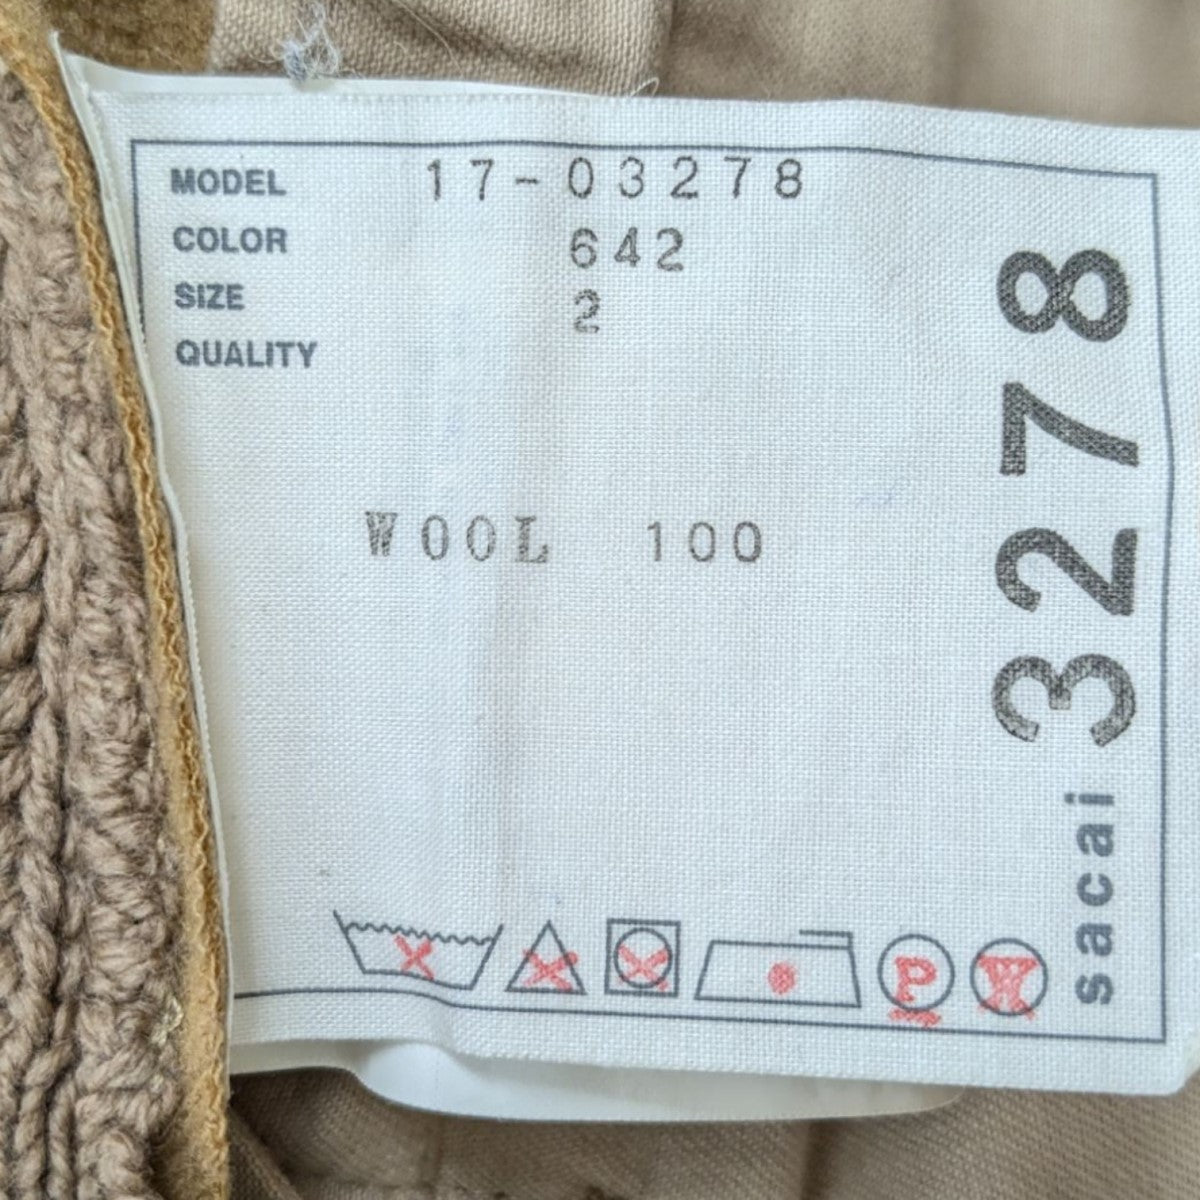 MODEL 17-03278
COLOR 642
SIZE 2
QUALITY
WOOL 100
P W
sacai 3278